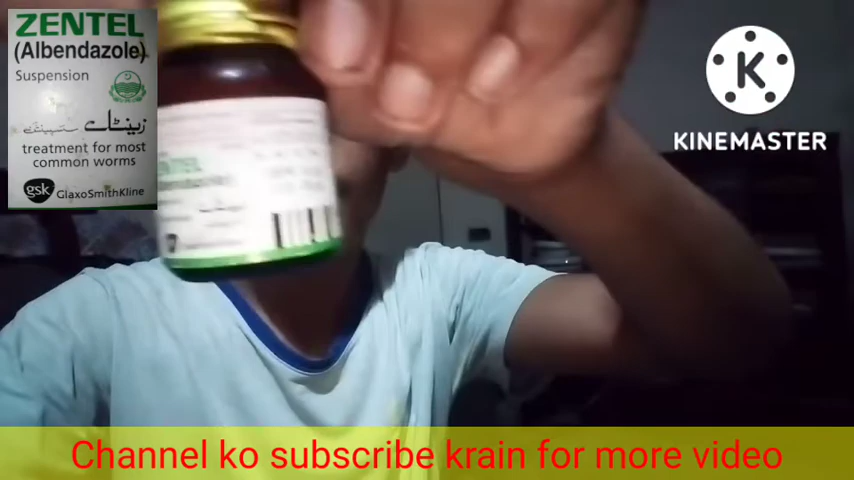 ZENTEL
(Albendazole)
Suspension
زینٹل
treatment for most
common worms
gsk GlaxoSmithKline
K
KINEMASTER
Channel ko subscribe krain for more video